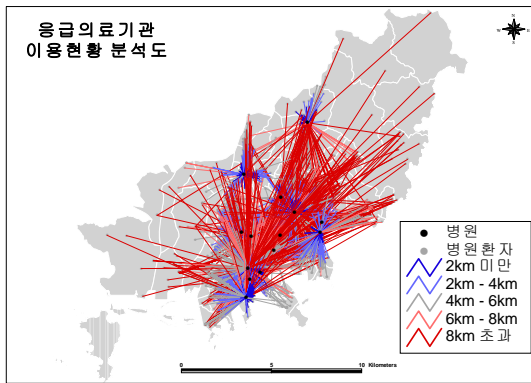 응급의료기관
이용현황 분석도
N
W E
S
병원
병원환자
2km 미만
2km - 4km
4km - 6km
6km - 8km
8km 초과
0 5 10 Kilometers